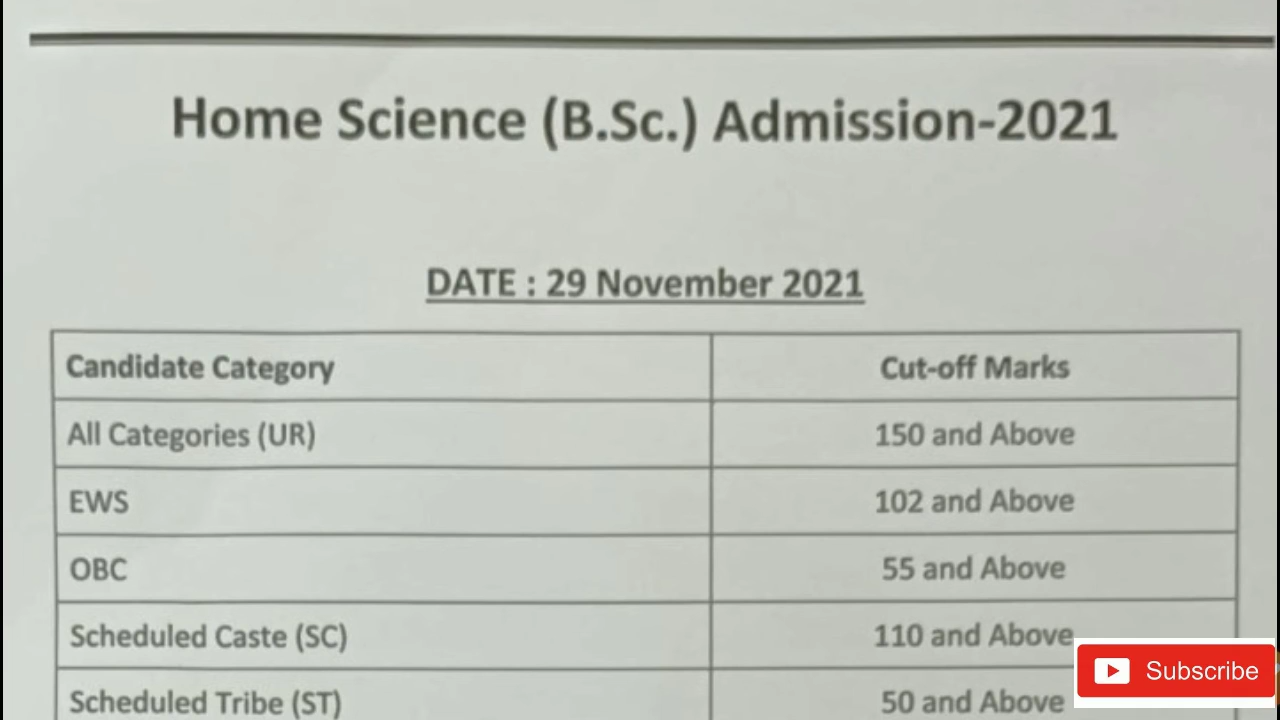 Home Science (B.Sc.) Admission-2021
DATE : 29 November 2021
Candidate Category Cut-off Marks
All Categories (UR) 150 and Above
EWS 102 and Above
OBC 55 and Above
Scheduled Caste (SC) 110 and Above
Scheduled Tribe (ST) 50 and Above
Subscribe